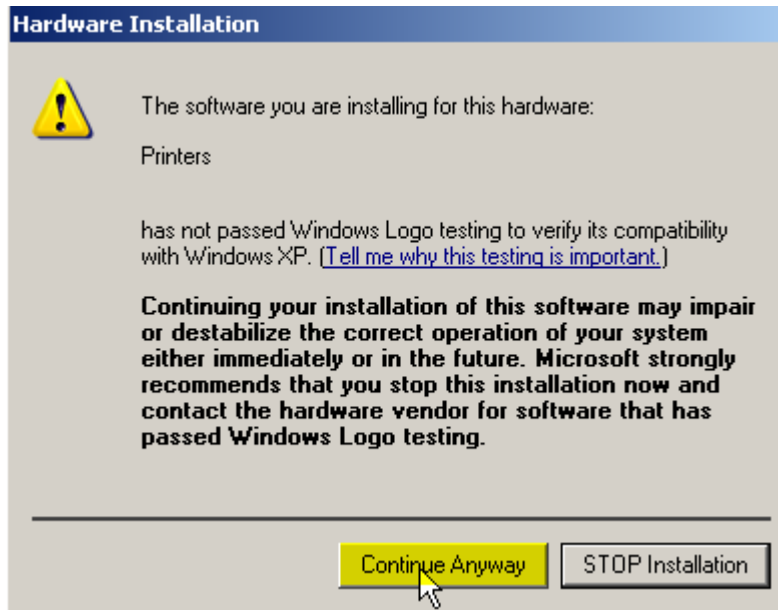 Hardware Installation
The software you are installing for this hardware:
Printers
has not passed Windows Logo testing to verify its compatibility
with Windows XP. (Tell me why this testing is important.)
Continuing your installation of this software may impair
or destabilize the correct operation of your system
either immediately or in the future. Microsoft strongly
recommends that you stop this installation now and
contact the hardware vendor for software that has
passed Windows Logo testing.
Continue Anyway STOP Installation